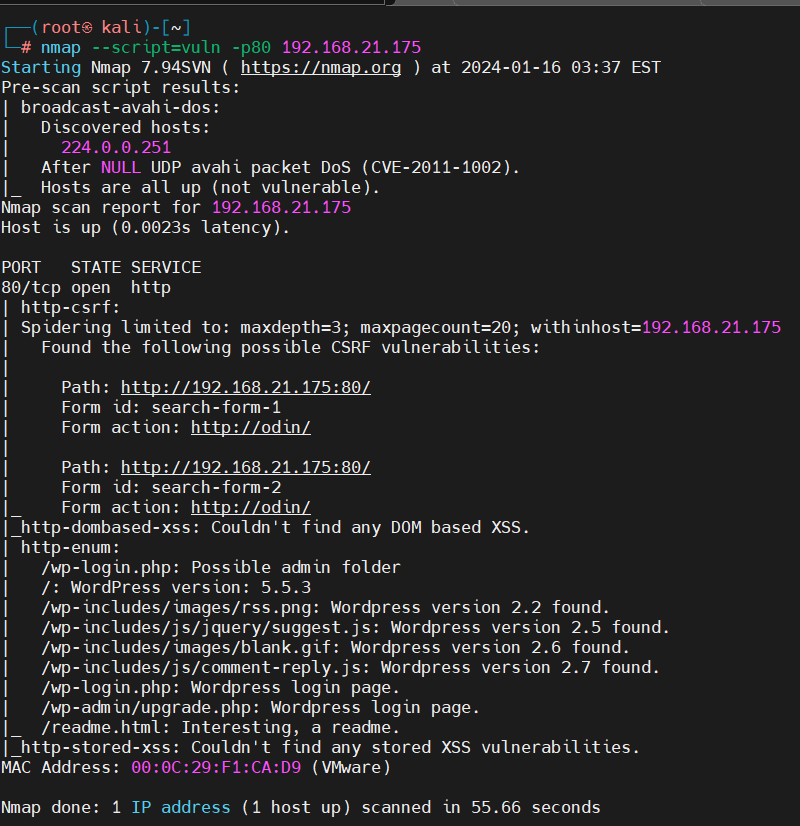 ┌──(root㉿ kali)-[~]
└─# nmap --script=vuln -p80 192.168.21.175
Starting Nmap 7.94SVN ( https://nmap.org ) at 2024-01-16 03:37 EST
Pre-scan script results:
| broadcast-avahi-dos:
|   Discovered hosts:
|     224.0.0.251
|   After NULL UDP avahi packet DoS (CVE-2011-1002).
|_  Hosts are all up (not vulnerable).
Nmap scan report for 192.168.21.175
Host is up (0.0023s latency).

PORT   STATE SERVICE
80/tcp open  http
| http-csrf:
| Spidering limited to: maxdepth=3; maxpagecount=20; withinhost=192.168.21.175
|   Found the following possible CSRF vulnerabilities:
|
|     Path: http://192.168.21.175:80/
|     Form id: search-form-1
|     Form action: http://odin/
|
|     Path: http://192.168.21.175:80/
|     Form id: search-form-2
|_    Form action: http://odin/
|_http-dombased-xss: Couldn't find any DOM based XSS.
| http-enum:
|   /wp-login.php: Possible admin folder
|   /: WordPress version: 5.5.3
|   /wp-includes/images/rss.png: Wordpress version 2.2 found.
|   /wp-includes/js/jquery/suggest.js: Wordpress version 2.5 found.
|   /wp-includes/images/blank.gif: Wordpress version 2.6 found.
|   /wp-includes/js/comment-reply.js: Wordpress version 2.7 found.
|   /wp-login.php: Wordpress login page.
|   /wp-admin/upgrade.php: Wordpress login page.
|_  /readme.html: Interesting, a readme.
|_http-stored-xss: Couldn't find any stored XSS vulnerabilities.
MAC Address: 00:0C:29:F1:CA:D9 (VMware)

Nmap done: 1 IP address (1 host up) scanned in 55.66 seconds